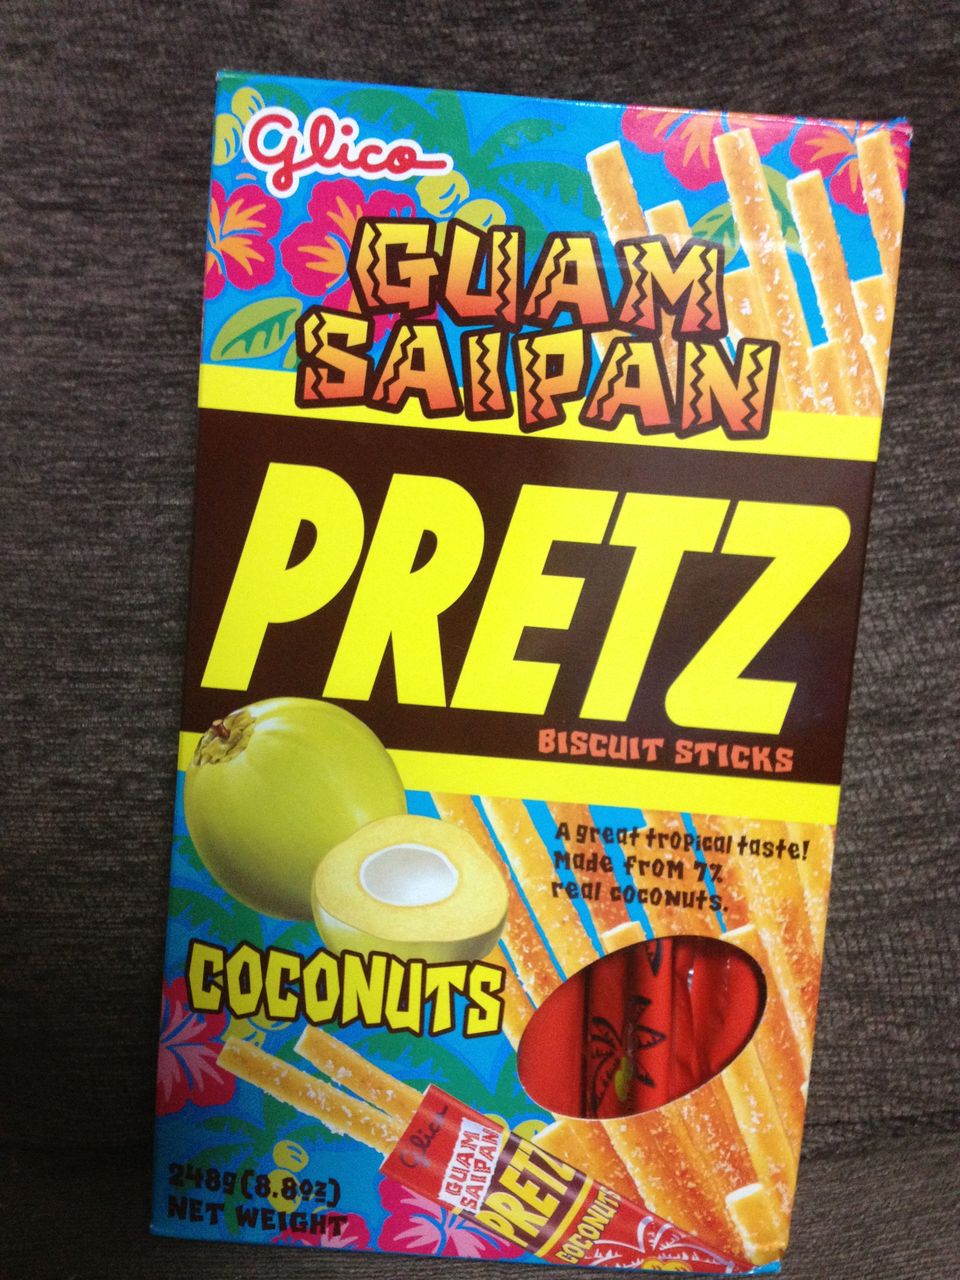 Glico
GUAM
SAIPAN
PRETZ
BISCUIT STICKS
A great tropical taste!
Made from 7%
real coconuts.
COCONUTS
Glico
GUAM
SAIPAN
PRETZ
COCONUTS
248g (8.8oz)
NET WEIGHT